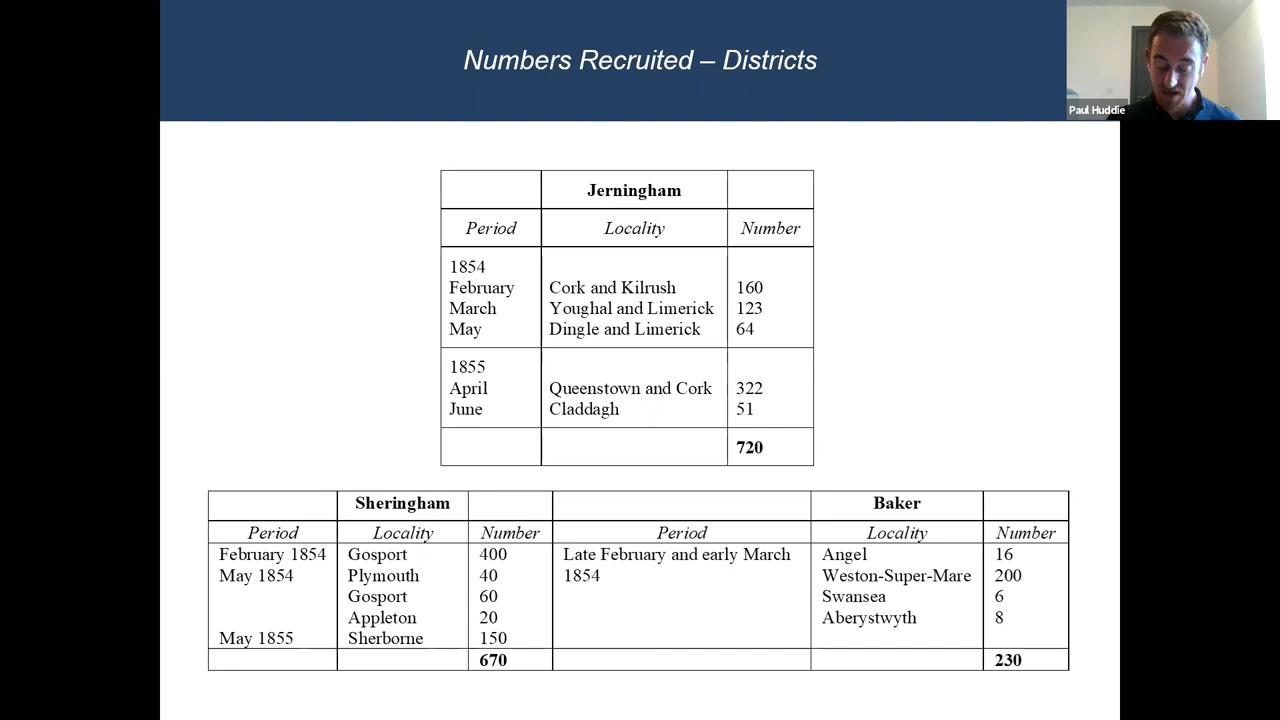 Numbers Recruited – Districts
Paul Huddie
Jerningham
Period Locality Number
1854
February Cork and Kilrush 160
March Youghal and Limerick 123
May Dingle and Limerick 64
1855
April Queenstown and Cork 322
June Claddagh 51
720
Sheringham Baker
Period Locality Number Period Locality Number
February 1854 Gosport 400 Late February and early March Angel 16
May 1854 Plymouth 40 1854 Weston-Super-Mare 200
Gosport 60 Swansea 6
Appleton 20 Aberystwyth 8
May 1855 Sherborne 150
670 230